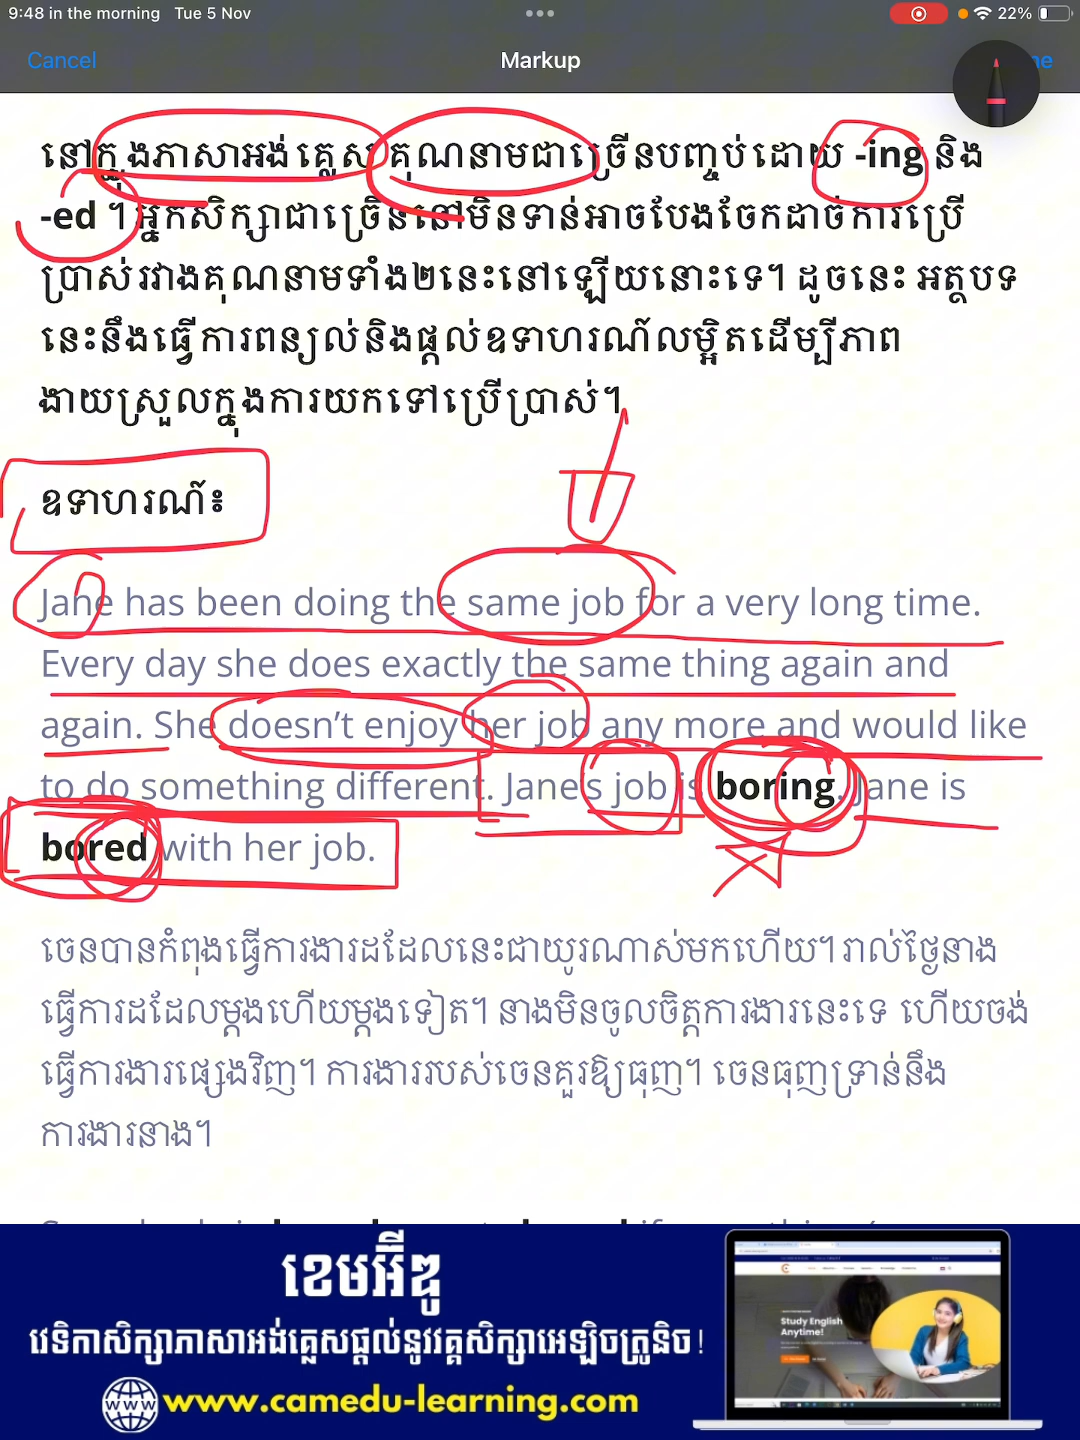 9:48 in the morning Tue 5 Nov 22%
Cancel Markup
នៅក្នុងភាសាអង់គ្លេស គុណនាមជាច្រើនបញ្ចប់ដោយ -ing និង
-ed ។ អ្នកសិក្សាជាច្រើននៅមិនទាន់អាចបែងចែកដាច់ការប្រើ
ប្រាស់រវាងគុណនាមទាំង២នេះនៅឡើយនោះទេ។ ដូចនេះ អត្ថបទ
នេះនឹងធ្វើការពន្យល់និងផ្តល់ឧទាហរណ៍លម្អិតដើម្បីភាព
ងាយស្រួលក្នុងការយកទៅប្រើប្រាស់។
ឧទាហរណ៍៖
Jane has been doing the same job for a very long time.
Every day she does exactly the same thing again and
again. She doesn't enjoy her job any more and would like
to do something different. Jane's job is boring. Jane is
bored with her job.
ចេនបានកំពុងធ្វើការងារដដែលនេះជាយូរណាស់មកហើយ។ រាល់ថ្ងៃនាង
ធ្វើការដដែលម្តងហើយម្តងទៀត។ នាងមិនចូលចិត្តការងារនេះទេ ហើយចង់
ធ្វើការងារផ្សេងវិញ។ ការងាររបស់ចេនគួរឱ្យធុញ។ ចេនធុញទ្រាន់នឹង
ការងារនាង។
ខេមអ៊ីឌូ
វេទិកាសិក្សាភាសាអង់គ្លេសផ្តល់នូវវគ្គសិក្សាអេឡិចត្រូនិច!
www.camedu-learning.com
Study English
Anytime!